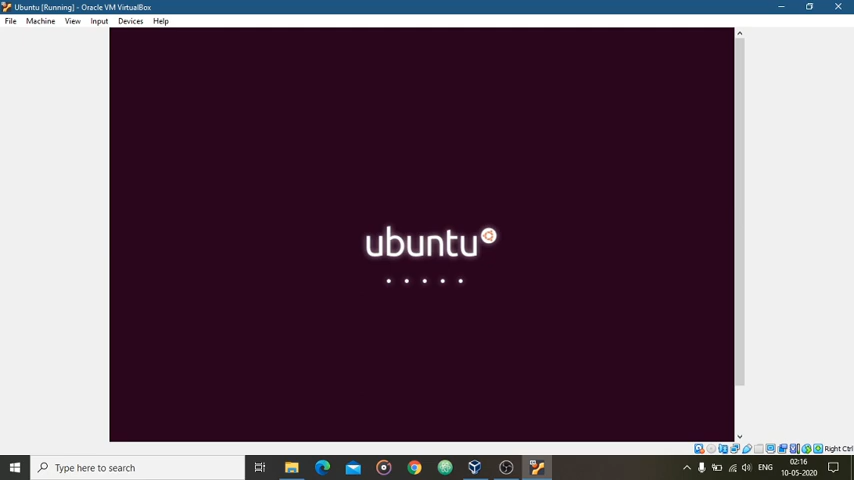 Ubuntu [Running] - Oracle VM VirtualBox
File Machine View Input Devices Help
ubuntu
Right Ctrl
Type here to search
ENG
02:16
10-05-2020